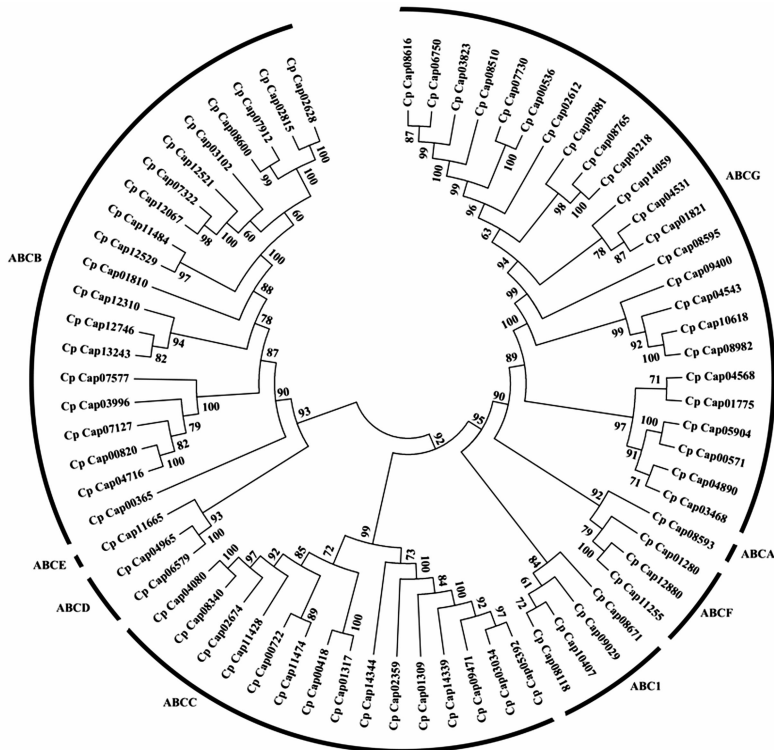 Cp Cap08616
Cp Cap06750
Cp Cap03823
Cp Cap08510
Cp Cap07730
Cp Cap00536
Cp Cap02612
Cp Cap02881
Cp Cap08765
Cp Cap03218
Cp Cap14059
Cp Cap04531
Cp Cap01821
Cp Cap08595
Cp Cap09400
Cp Cap04543
Cp Cap10618
Cp Cap08982
Cp Cap04568
Cp Cap01775
Cp Cap05904
Cp Cap00571
Cp Cap04890
Cp Cap03468
Cp Cap08593
Cp Cap01280
Cp Cap12880
Cp Cap11255
Cp Cap08671
Cp Cap09029
Cp Cap10407
Cp Cap08118
Cp Cap05392
Cp Cap03034
Cp Cap09471
Cp Cap14339
Cp Cap01309
Cp Cap02359
Cp Cap14344
Cp Cap01317
Cp Cap00418
Cp Cap11474
Cp Cap00722
Cp Cap11428
Cp Cap02674
Cp Cap08340
Cp Cap04080
Cp Cap06579
Cp Cap04965
Cp Cap11665
Cp Cap00365
Cp Cap04716
Cp Cap00820
Cp Cap07127
Cp Cap03996
Cp Cap07577
Cp Cap13243
Cp Cap12746
Cp Cap12310
Cp Cap01810
Cp Cap12529
Cp Cap11484
Cp Cap12067
Cp Cap07322
Cp Cap12521
Cp Cap03102
Cp Cap08600
Cp Cap07912
Cp Cap02815
Cp Cap02628
ABCG
ABCA
ABCF
ABC1
ABCC
ABCD
ABCE
ABCB
87
99
100
99
100
96
63
98
100
94
78
87
99
100
99
92
100
89
71
97
100
91
71
90
92
79
100
95
84
61
72
92
99
73
100
84
100
92
97
72
100
85
89
92
97
100
93
93
100
90
87
100
79
82
100
78
94
82
88
100
97
60
60
100
98
100
99
100